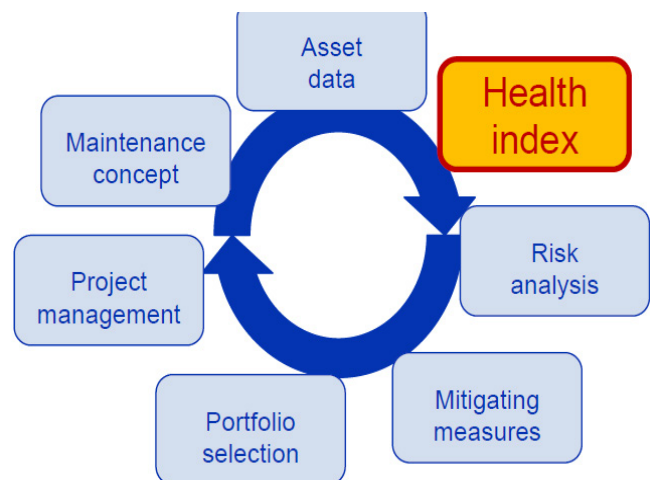 Asset
data
Health
index
Risk
analysis
Mitigating
measures
Portfolio
selection
Project
management
Maintenance
concept